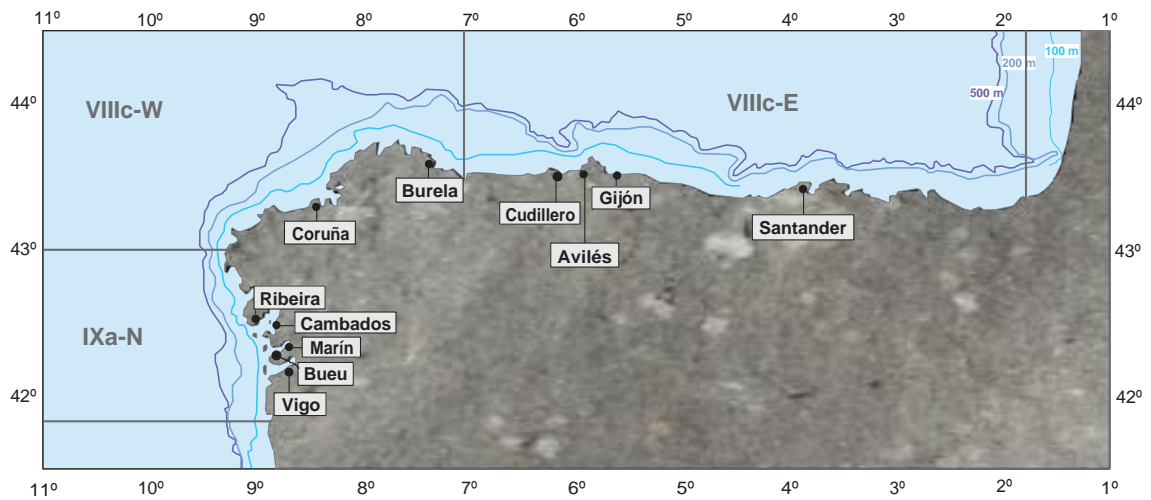 11º 10º 9º 8º 7º 6º 5º 4º 3º 2º 1º
100 m
200 m
500 m
44º
VIIIc-W
VIIIc-E
44º
Burela
Cudillero
Gijón
Santander
Coruña
Avilés
43º
43º
Ribeira
Cambados
IXa-N
Marín
Bueu
Vigo
42º
42º
11º 10º 9º 8º 7º 6º 5º 4º 3º 2º 1º